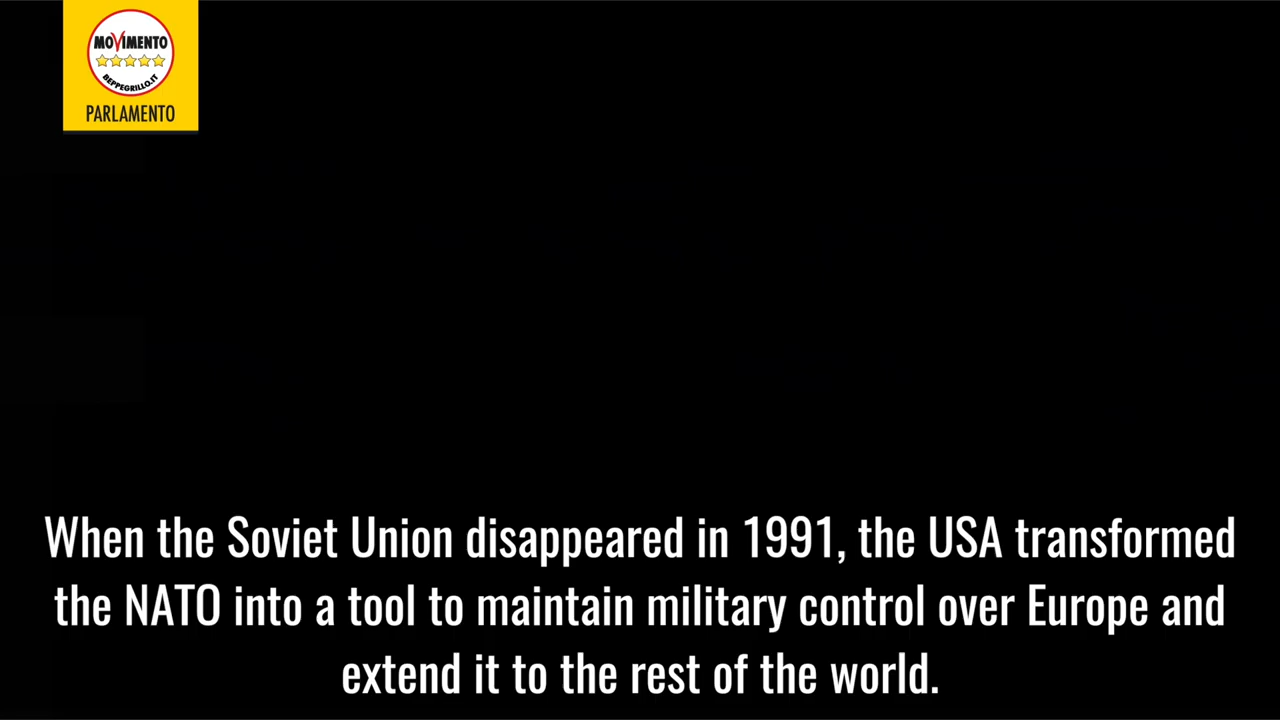 MOVIMENTO
BEPPEGRILLO.IT
PARLAMENTO
When the Soviet Union disappeared in 1991, the USA transformed
the NATO into a tool to maintain military control over Europe and
extend it to the rest of the world.